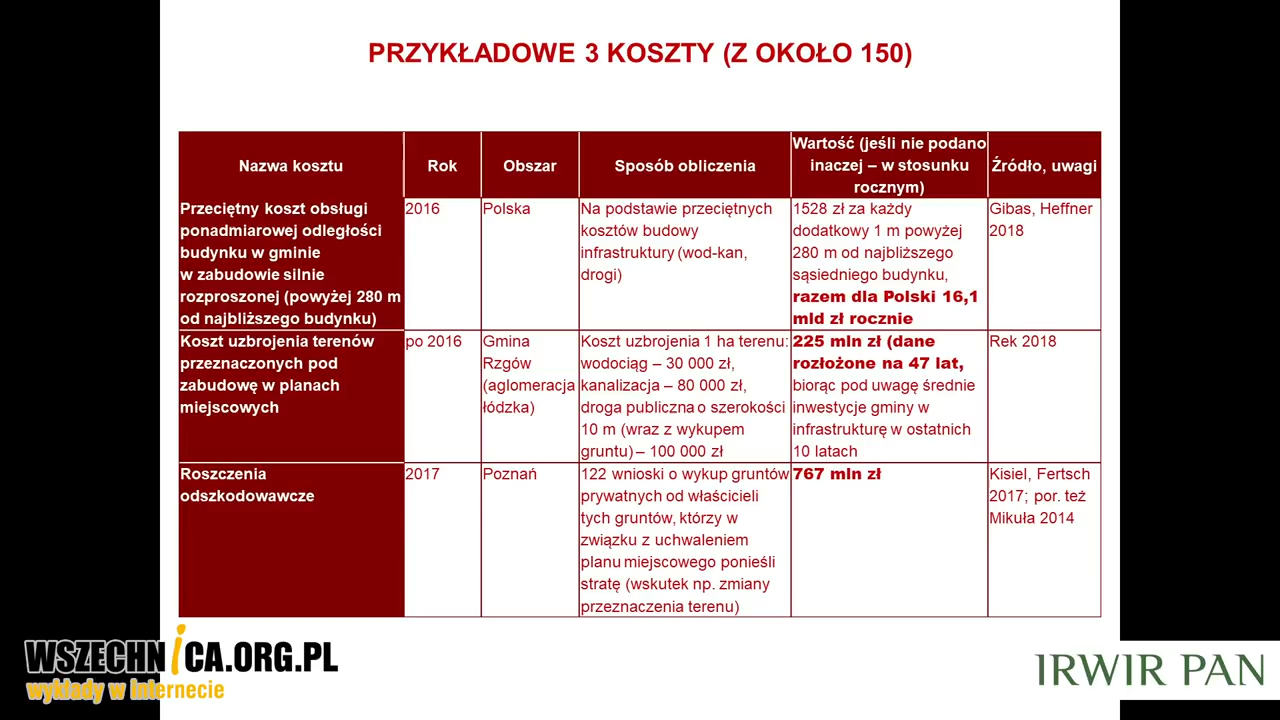 PRZYKŁADOWE 3 KOSZTY (Z OKOŁO 150)
Nazwa kosztu
Rok
Obszar
Sposób obliczenia
Wartość (jeśli nie podano
inaczej – w stosunku
rocznym)
Źródło, uwagi
Przeciętny koszt obsługi
ponadmiarowej odległości
budynku w gminie
w zabudowie silnie
rozproszonej (powyżej 280 m
od najbliższego budynku)
2016
Polska
Na podstawie przeciętnych
kosztów budowy
infrastruktury (wod-kan,
drogi)
1528 zł za każdy
dodatkowy 1 m powyżej
280 m od najbliższego
sąsiedniego budynku,
razem dla Polski 16,1
mld zł rocznie
Gibas, Heffner
2018
Koszt uzbrojenia terenów
przeznaczonych pod
zabudowę w planach
miejscowych
po 2016
Gmina
Rzgów
(aglomeracja
łódzka)
Koszt uzbrojenia 1 ha terenu:
wodociąg – 30 000 zł,
kanalizacja – 80 000 zł,
droga publiczna o szerokości
10 m (wraz z wykupem
gruntu) – 100 000 zł
225 mln zł (dane
rozłożone na 47 lat,
biorąc pod uwagę średnie
inwestycje gminy w
infrastrukturę w ostatnich
10 latach
Rek 2018
Roszczenia
odszkodowawcze
2017
Poznań
122 wnioski o wykup gruntów
prywatnych od właścicieli
tych gruntów, którzy w
związku z uchwaleniem
planu miejscowego ponieśli
stratę (wskutek np. zmiany
przeznaczenia terenu)
767 mln zł
Kisiel, Fertsch
2017; por. też
Mikuła 2014
WSZECHNICA.ORG.PL
wykłady w internecie
IRWIR PAN